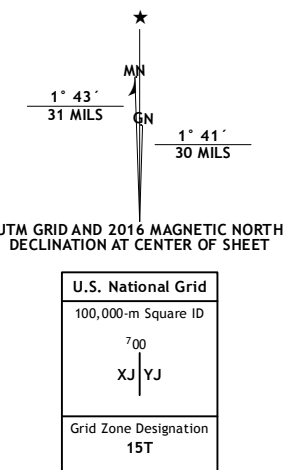 MN
1° 43´
31 MILS
GN
1° 41´
30 MILS
UTM GRID AND 2016 MAGNETIC NORTH
DECLINATION AT CENTER OF SHEET
U.S. National Grid
100,000-m Square ID
⁷00
XJ YJ
Grid Zone Designation
15T